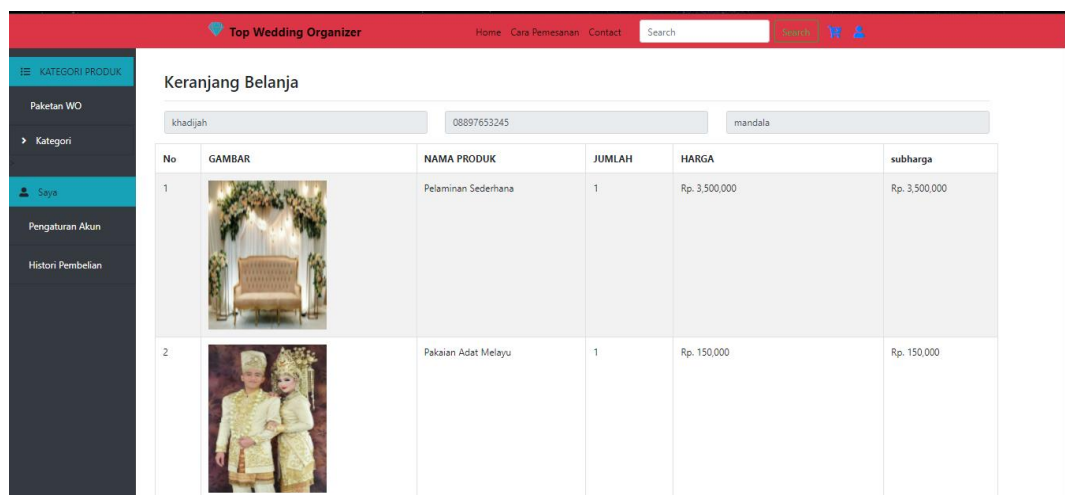 Top Wedding Organizer Home Cara Pemesanan Contact Search Search
KATEGORI PRODUK
Paketan WO
Kategori
Saya
Pengaturan Akun
Histori Pembelian
Keranjang Belanja
khadijah 08897653245 mandala
No GAMBAR NAMA PRODUK JUMLAH HARGA subharga
1 Pelaminan Sederhana 1 Rp. 3,500,000 Rp. 3,500,000
2 Pakaian Adat Melayu 1 Rp. 150,000 Rp. 150,000